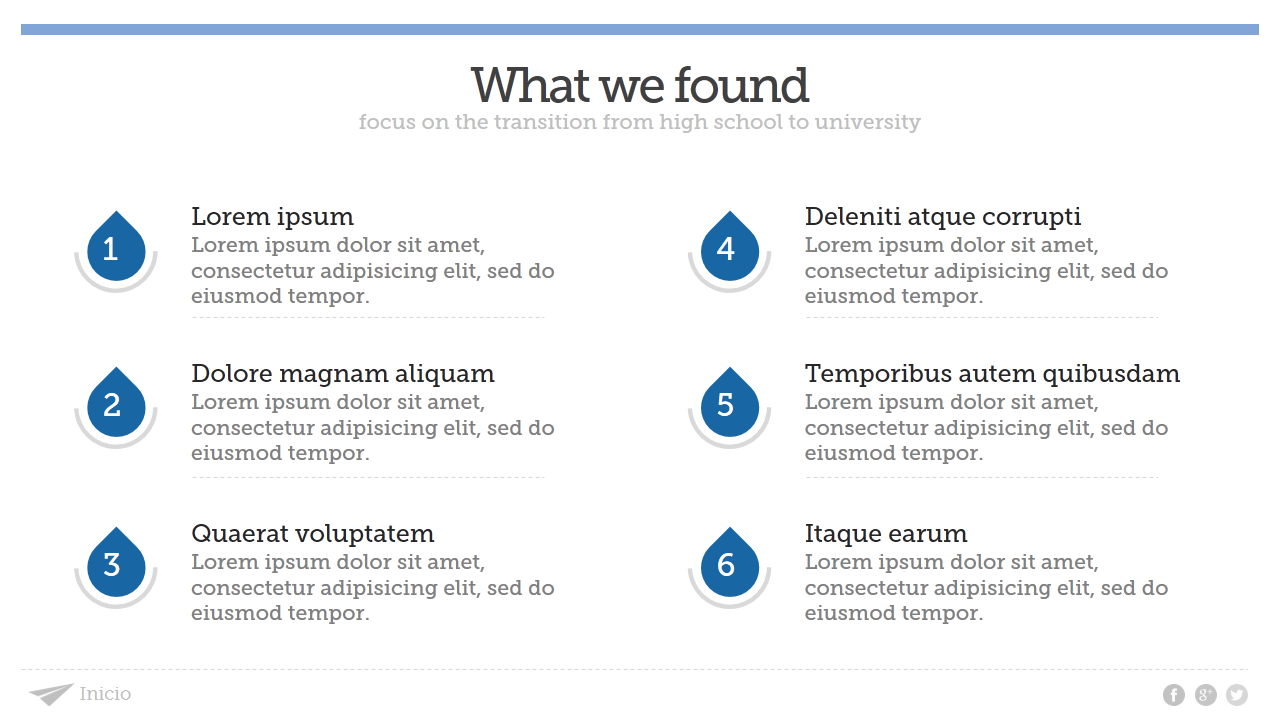 What we found
focus on the transition from high school to university
1
Lorem ipsum
Lorem ipsum dolor sit amet,
consectetur adipisicing elit, sed do
eiusmod tempor.
2
Dolore magnam aliquam
Lorem ipsum dolor sit amet,
consectetur adipisicing elit, sed do
eiusmod tempor.
3
Quaerat voluptatem
Lorem ipsum dolor sit amet,
consectetur adipisicing elit, sed do
eiusmod tempor.
4
Deleniti atque corrupti
Lorem ipsum dolor sit amet,
consectetur adipisicing elit, sed do
eiusmod tempor.
5
Temporibus autem quibusdam
Lorem ipsum dolor sit amet,
consectetur adipisicing elit, sed do
eiusmod tempor.
6
Itaque earum
Lorem ipsum dolor sit amet,
consectetur adipisicing elit, sed do
eiusmod tempor.
Inicio